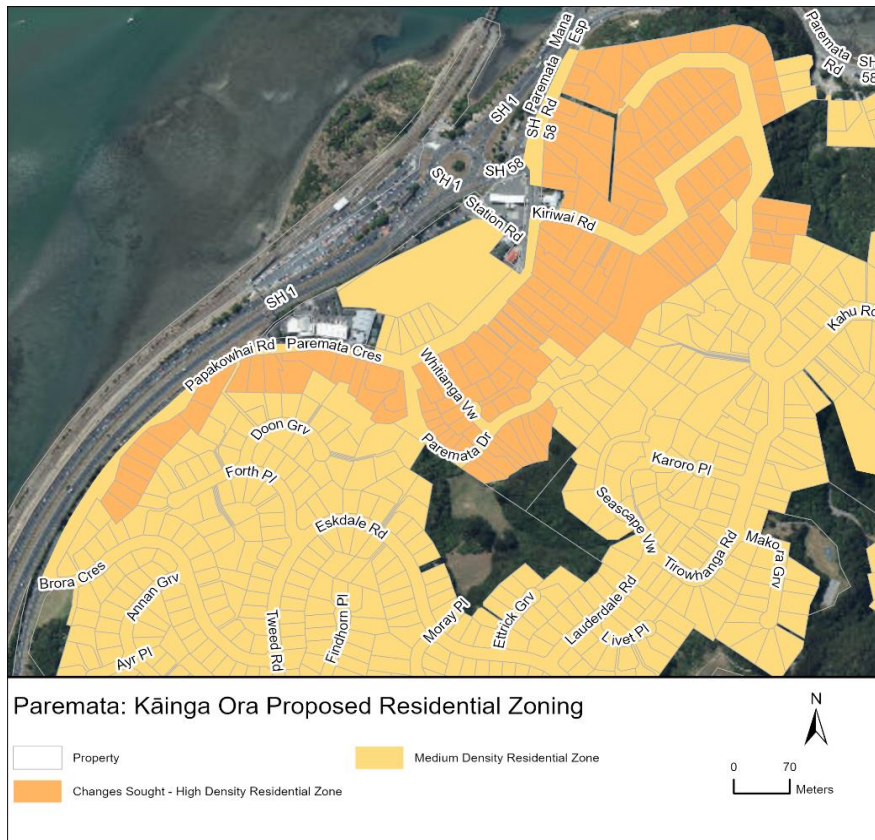 Mana
Esp
Paremata
Paremata
Rd
SH
58
SH 1
Paremata
Rd
SH
58
SH 1
SH 58
Station Rd
Kiriwai Rd
SH 1
Kahu Rd
Papakowhai Rd
Paremata Cres
Whitianga Vw
Doon Grv
Paremata Dr
Forth Pl
Karoro Pl
Eskdale Rd
Seascape Vw
Brora Cres
Annan Grv
Tirowhanga Rd
Makora Grv
Tweed Rd
Findhorn Pl
Moray Pl
Ettrick Grv
Lauderdale Rd
Livet Pl
Ayr Pl
Paremata: Kāinga Ora Proposed Residential Zoning
N
Property
Medium Density Residential Zone
Changes Sought - High Density Residential Zone
0 70
Meters